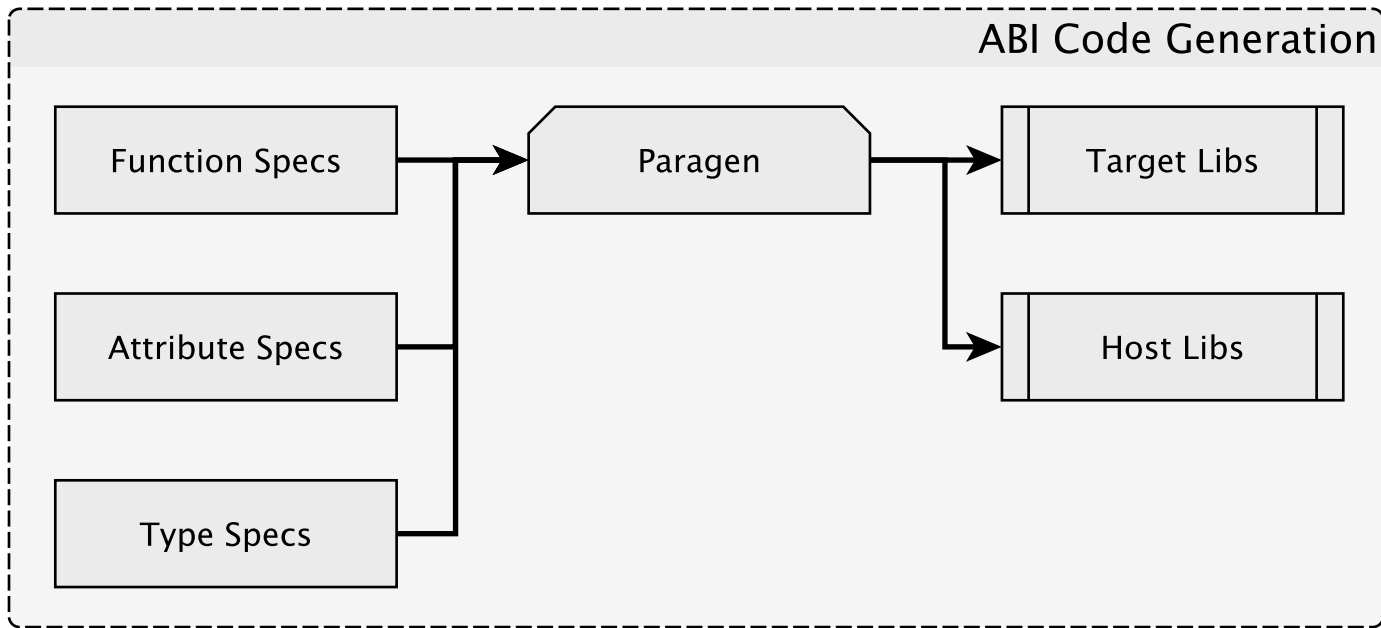 ABI Code Generation
Function Specs
Paragen
Target Libs
Attribute Specs
Host Libs
Type Specs